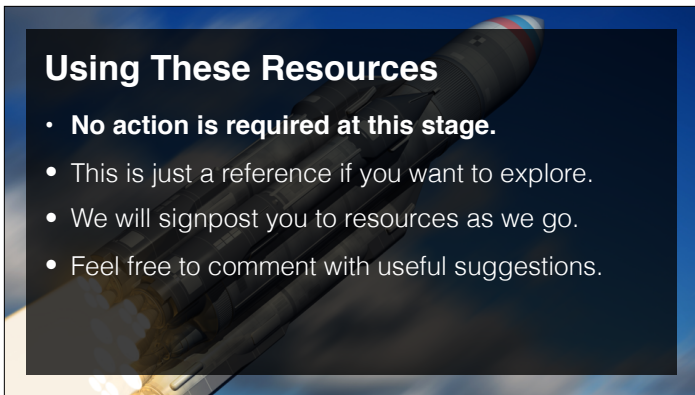 Using These Resources
• No action is required at this stage.
• This is just a reference if you want to explore.
• We will signpost you to resources as we go.
• Feel free to comment with useful suggestions.